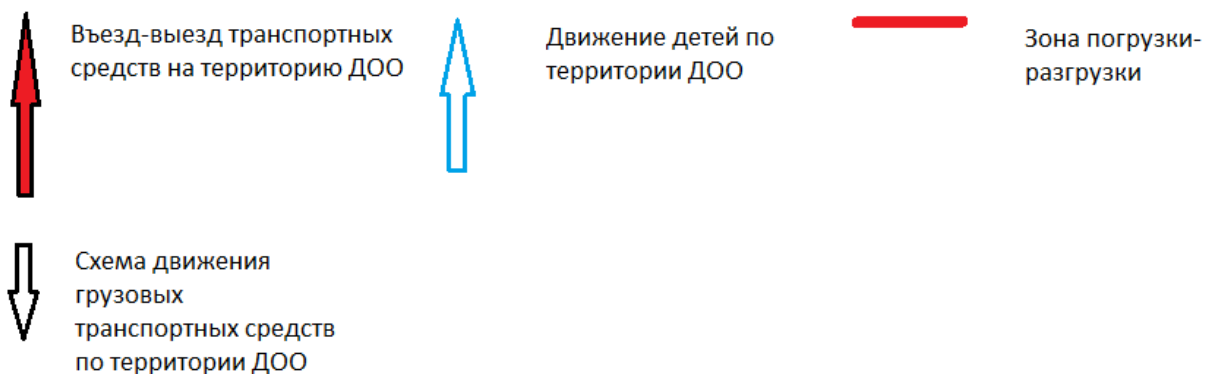 Въезд-выезд транспортных
средств на территорию ДОО
Движение детей по
территории ДОО
Зона погрузки-
разгрузки
Схема движения
грузовых
транспортных средств
по территории ДОО